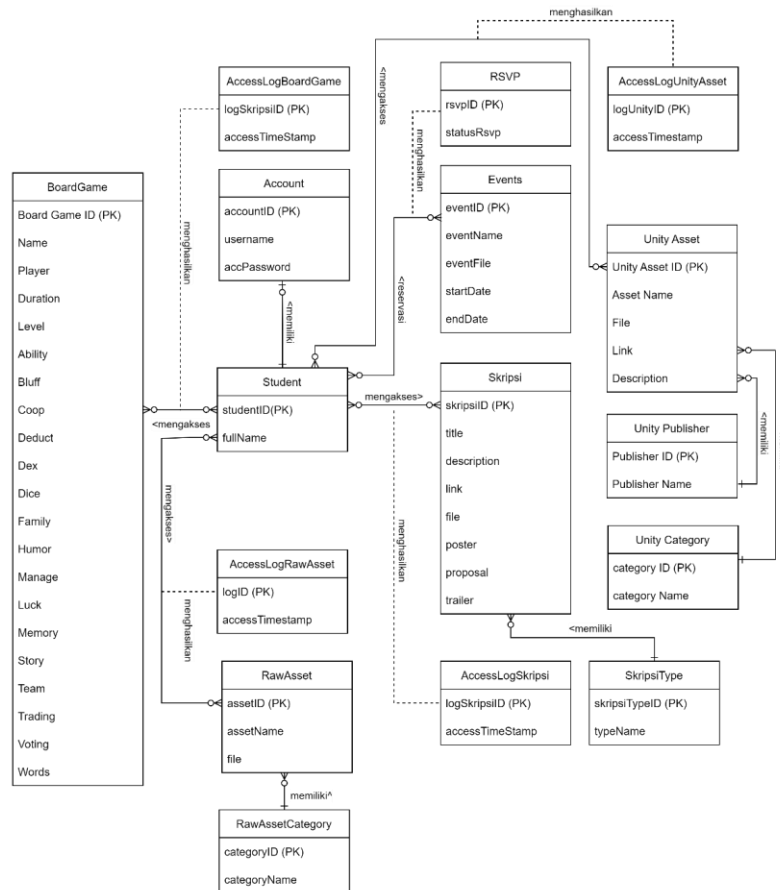 menghasilkan
AccessLogBoardGame
logSkripsiID (PK)
accessTimeStamp
<mengakses
RSVP
rsvpID (PK)
statusRsvp
AccessLogUnityAsset
logUnityID (PK)
accessTimestamp
menghasilkan
menghasilkan
BoardGame
Board Game ID (PK)
Name
Player
Duration
Level
Ability
Bluff
Coop
Deduct
Dex
Dice
Family
Humor
Manage
Luck
Memory
Story
Team
Trading
Voting
Words
Account
accountID (PK)
username
accPassword
<memiliki
Events
eventID (PK)
eventName
eventFile
startDate
endDate
<reservasi
Unity Asset
Unity Asset ID (PK)
Asset Name
File
Link
Description
Student
studentID(PK)
fullName
<mengakses
mengakses>
mengakses>
Skripsi
skripsiID (PK)
title
description
link
file
poster
proposal
trailer
menghasilkan
<memiliki
Unity Publisher
Publisher ID (PK)
Publisher Name
<memiliki
Unity Category
category ID (PK)
category Name
AccessLogRawAsset
logID (PK)
accessTimestamp
menghasilkan
RawAsset
assetID (PK)
assetName
file
memiliki^
RawAssetCategory
categoryID (PK)
categoryName
AccessLogSkripsi
logSkripsiID (PK)
accessTimeStamp
SkripsiType
skripsiTypeID (PK)
typeName